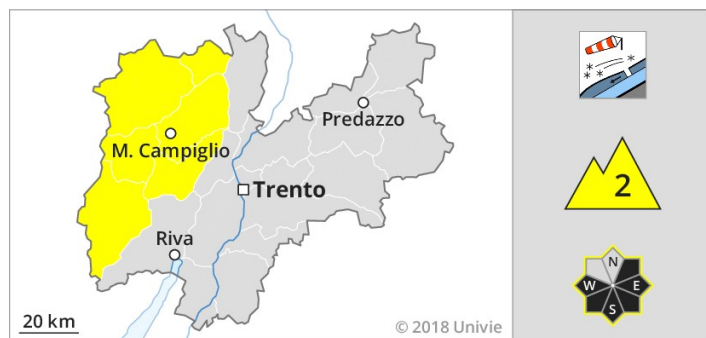 Predazzo
M. Campiglio
Trento
Riva
20 km
© 2018 Univie
2
N
W
E
S